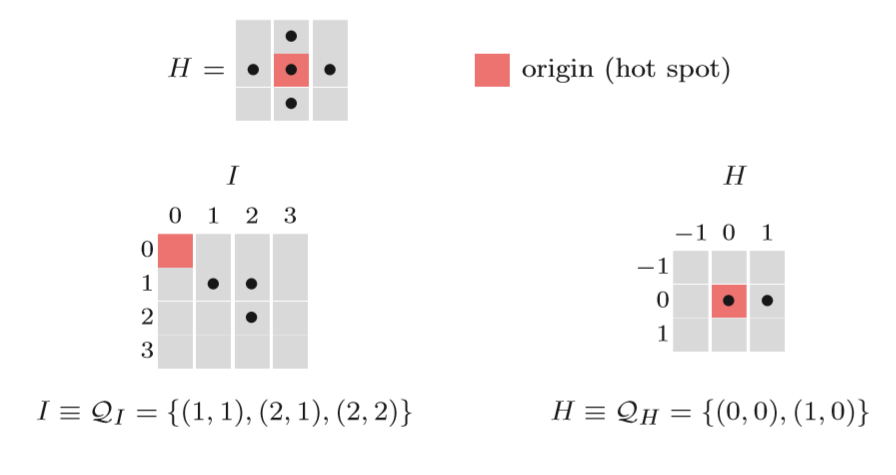 H = origin (hot spot)
I H
0 1 2 3
−1 0 1
0
1
2
3
−1
0
1
I ≡ 𝒬_I = {(1, 1), (2, 1), (2, 2)} H ≡ 𝒬_H = {(0, 0), (1, 0)}